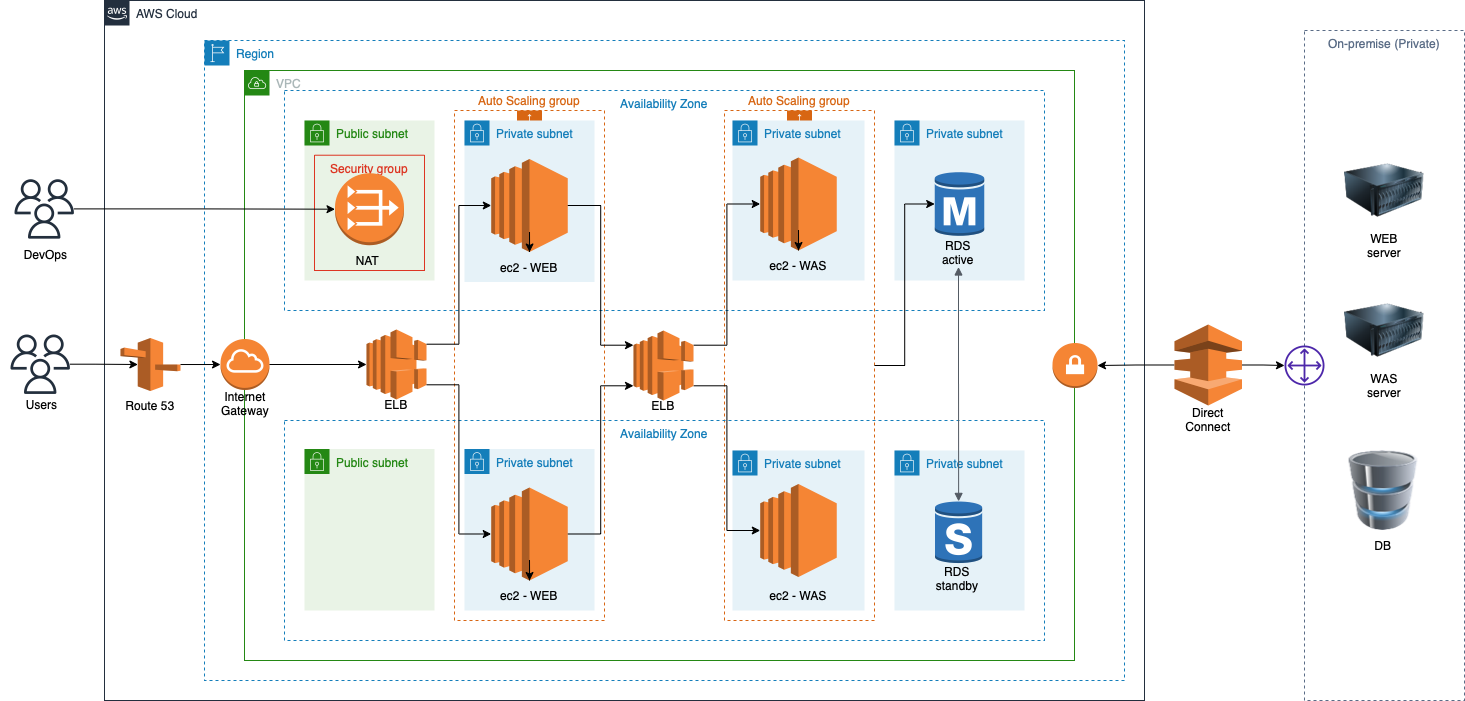 aws
AWS Cloud
On-premise (Private)
Region
VPC
Auto Scaling group
Availability Zone
Auto Scaling group
Public subnet
Private subnet
Private subnet
Private subnet
Security group
M
NAT
ec2 - WEB
ec2 - WAS
RDS
active
DevOps
WEB
server
Users
Route 53
Internet
Gateway
ELB
ELB
Direct
Connect
WAS
server
Availability Zone
Public subnet
Private subnet
Private subnet
Private subnet
S
ec2 - WEB
ec2 - WAS
RDS
standby
DB